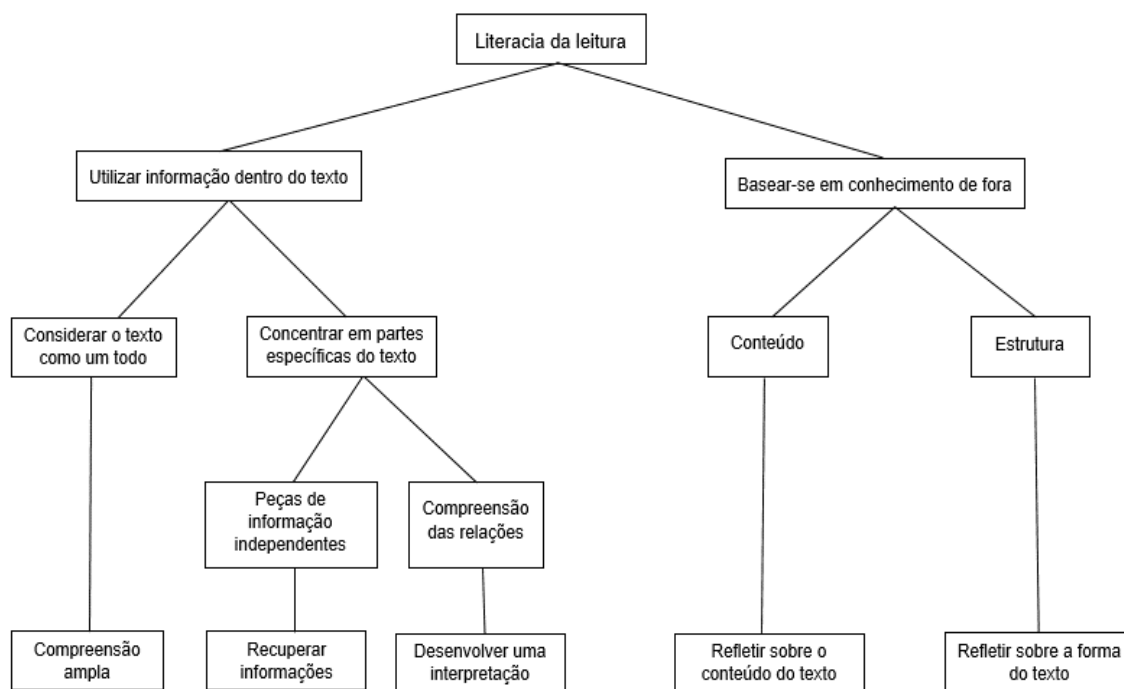 Literacia da leitura
Utilizar informação dentro do texto
Basear-se em conhecimento de fora
Considerar o texto
como um todo
Concentrar em partes
específicas do texto
Conteúdo
Estrutura
Peças de
informação
independentes
Compreensão
das relações
Compreensão
ampla
Recuperar
informações
Desenvolver uma
interpretação
Refletir sobre o
conteúdo do texto
Refletir sobre a forma
do texto